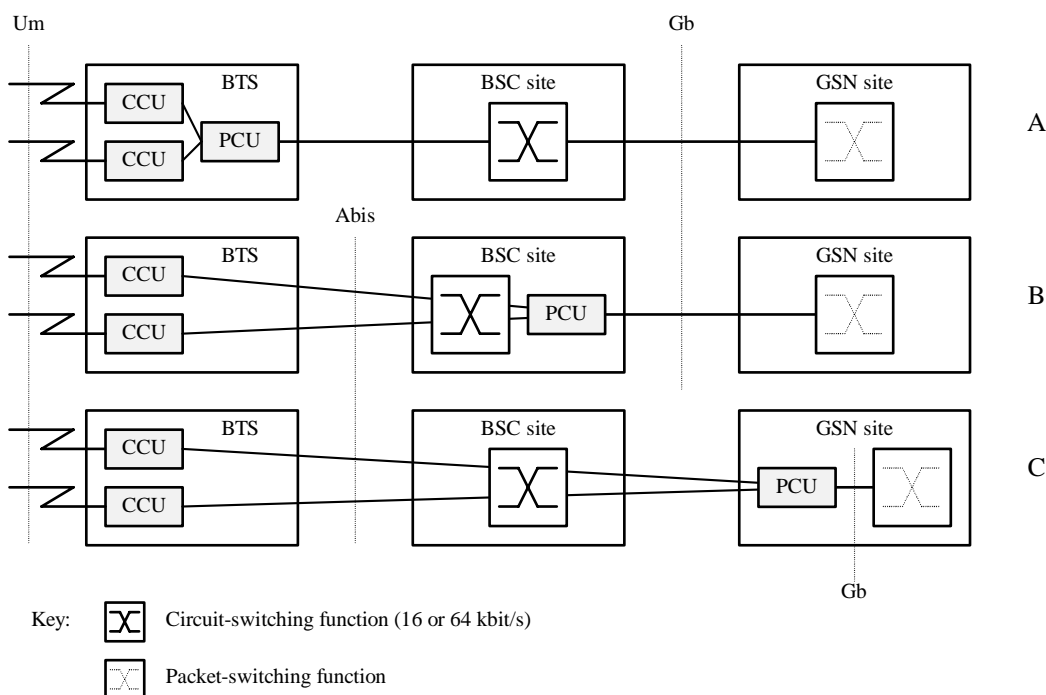 Um
Gb
BTS
BSC site
GSN site
CCU
CCU
PCU
A
Abis
BTS
BSC site
GSN site
CCU
CCU
PCU
B
BTS
BSC site
GSN site
CCU
CCU
PCU
C
Gb
Key:
Circuit-switching function (16 or 64 kbit/s)
Packet-switching function